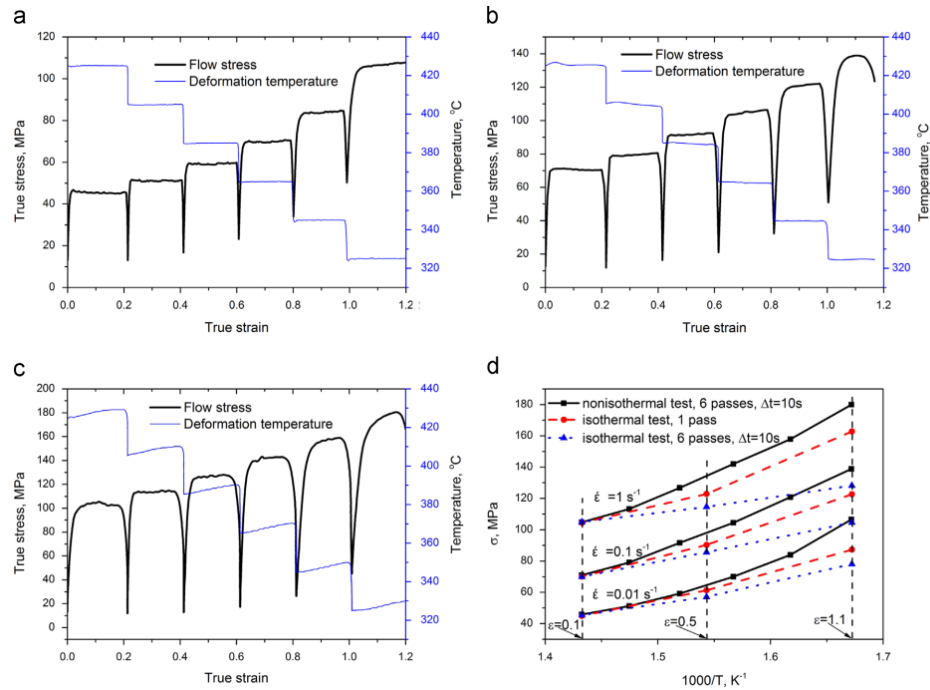 a
120
100
80
60
40
20
0
True stress, MPa
Flow stress
Deformation temperature
440
420
400
380
360
340
320
Temperature, °C
0.0 0.2 0.4 0.6 0.8 1.0 1.2
True strain
b
140
120
100
80
60
40
20
0
True stress, MPa
Flow stress
Deformation temperature
440
420
400
380
360
340
320
Temperature, °C
0.0 0.2 0.4 0.6 0.8 1.0 1.2
True strain
c
200
180
160
140
120
100
80
60
40
20
0
True stress, MPa
Flow stress
Deformation temperature
440
420
400
380
360
340
320
Temperature, °C
0.0 0.2 0.4 0.6 0.8 1.0 1.2
True strain
d
180
160
140
120
100
80
60
40
σ, MPa
nonisothermal test, 6 passes, Δt=10s
isothermal test, 1 pass
isothermal test, 6 passes, Δt=10s
ε̇ =1 s⁻¹
ε̇ =0.1 s⁻¹
ε̇ =0.01 s⁻¹
ε=0.1
ε=0.5
ε=1.1
1.4 1.5 1.6 1.7
1000/T, K⁻¹